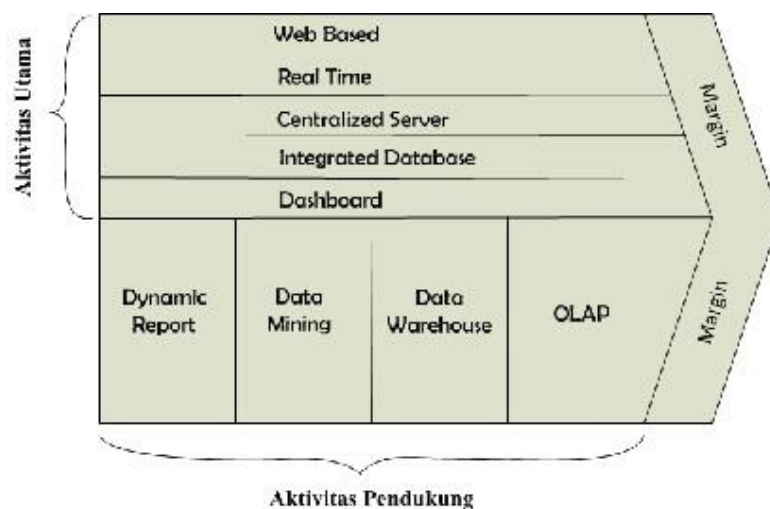 Aktivitas Utama
Web Based
Real Time
Centralized Server
Integrated Database
Dashboard
Margin
Dynamic
Report
Data
Mining
Data
Warehouse
OLAP
Margin
Aktivitas Pendukung